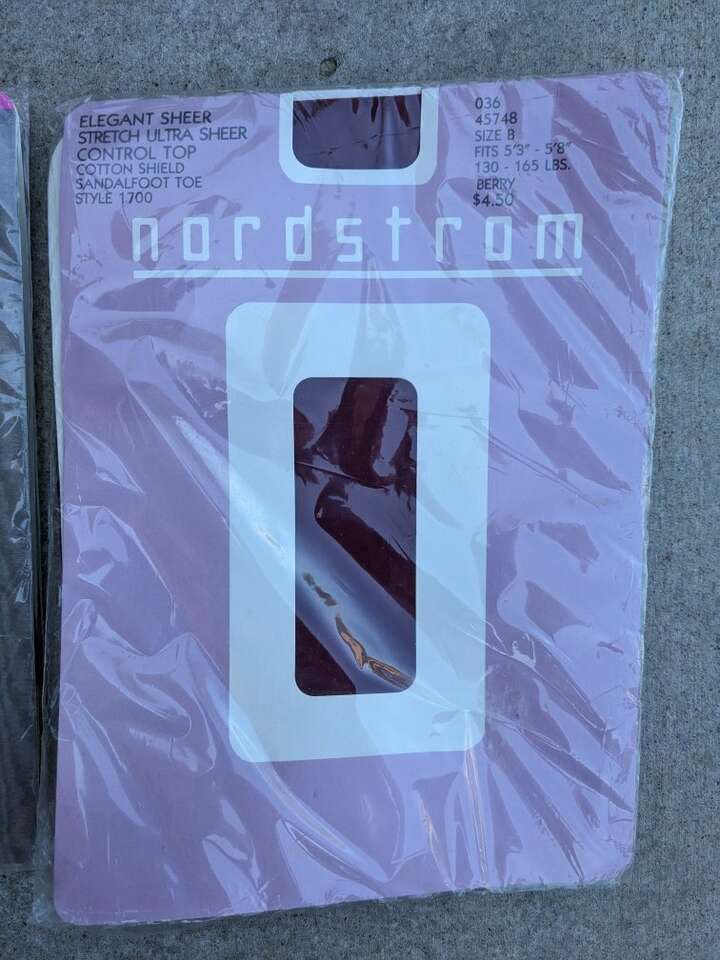 ELEGANT SHEER
STRETCH ULTRA SHEER
CONTROL TOP
COTTON SHIELD
SANDALFOOT TOE
STYLE 1700
036
45748
SIZE B
FITS 5'3" - 5'8"
130 - 165 LBS.
BERRY
$4.50
nordstrom